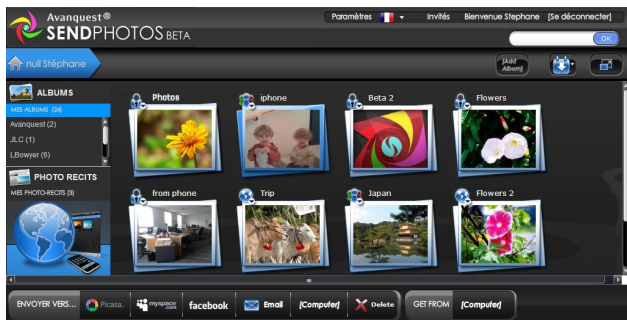 Avanquest®
SENDPHOTOS BETA
Paramètres Invités Bienvenue Stephane [Se déconnecter]
OK
null Stéphane
[Add Album]
ALBUMS
MES ALBUMS (24)
Avanquest (2)
JLC (1)
LBowyer (6)
PHOTO RECITS
MES PHOTO-RECITS (3)
Photos iphone Beta 2 Flowers
from phone Trip Japan Flowers 2
ENVOYER VERS... Picasa. myspace.com facebook Email [Computer] Delete GET FROM [Computer]